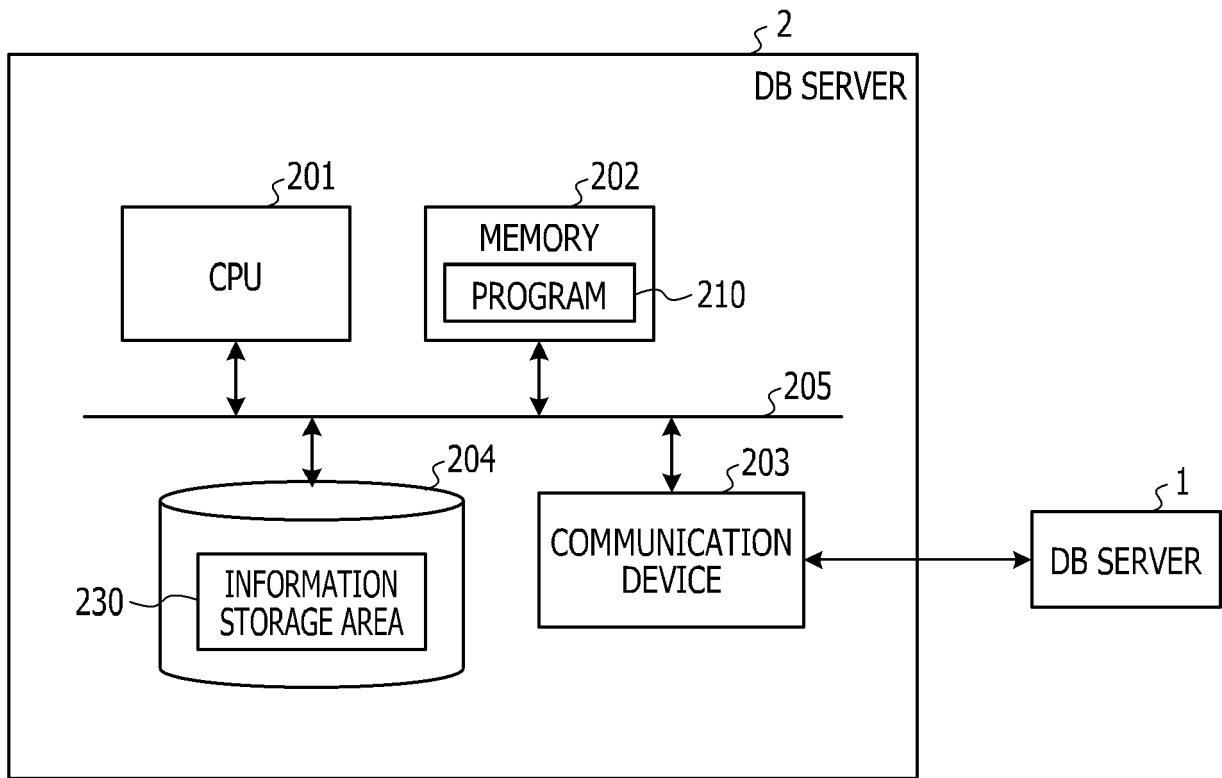 2
DB SERVER
201
202
CPU
MEMORY
PROGRAM
210
205
204
203
1
INFORMATION
STORAGE AREA
230
COMMUNICATION
DEVICE
DB SERVER